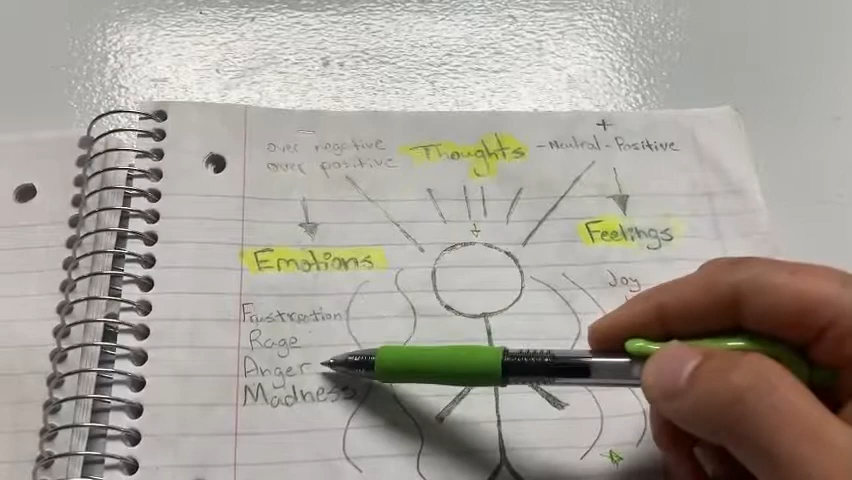 over negative
over positive
Thoughts
+
- Neutral - Positive
Emotions
Feelings
Frustration
Rage
Anger
Madness
Joy